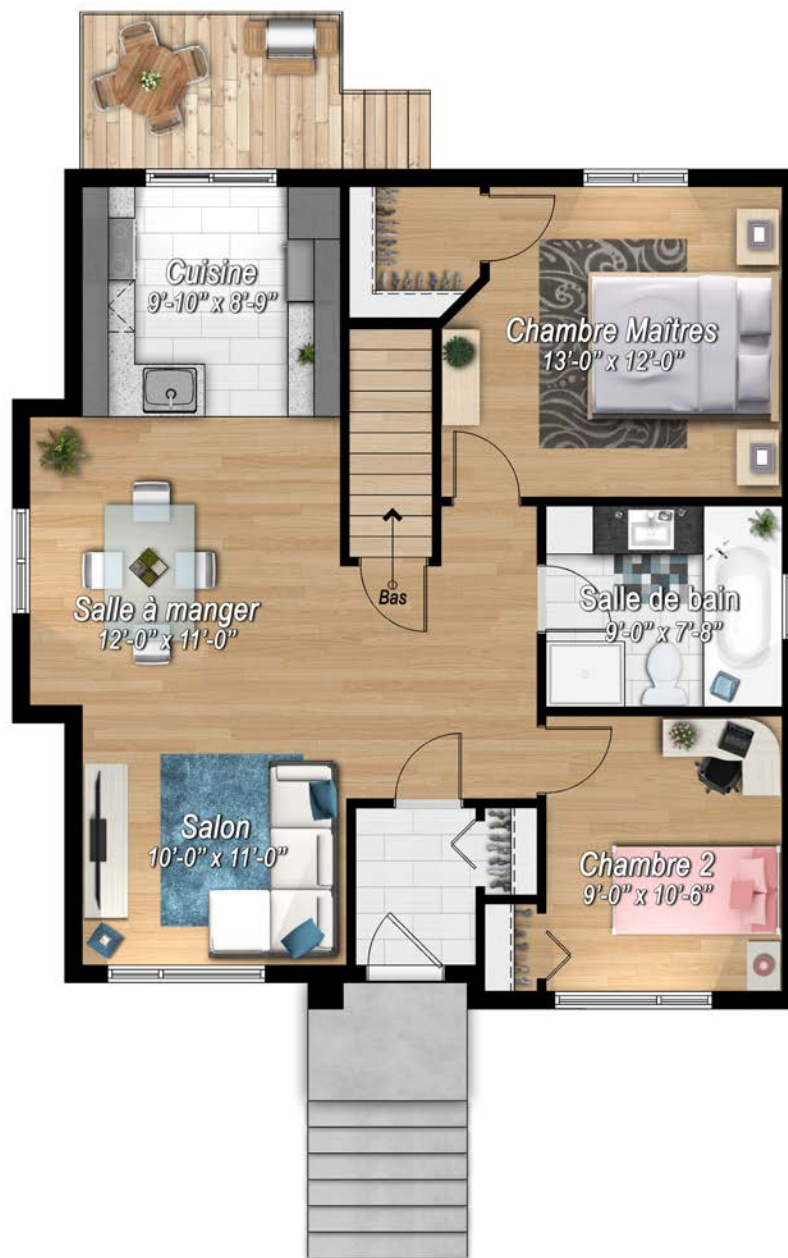 Cuisine
9'-10" x 8'-9"
Chambre Maîtres
13'-0" x 12'-0"
Bas
Salle à manger
12'-0" x 11'-0"
Salle de bain
9'-0" x 7'-8"
Salon
10'-0" x 11'-0"
Chambre 2
9'-0" x 10'-6"